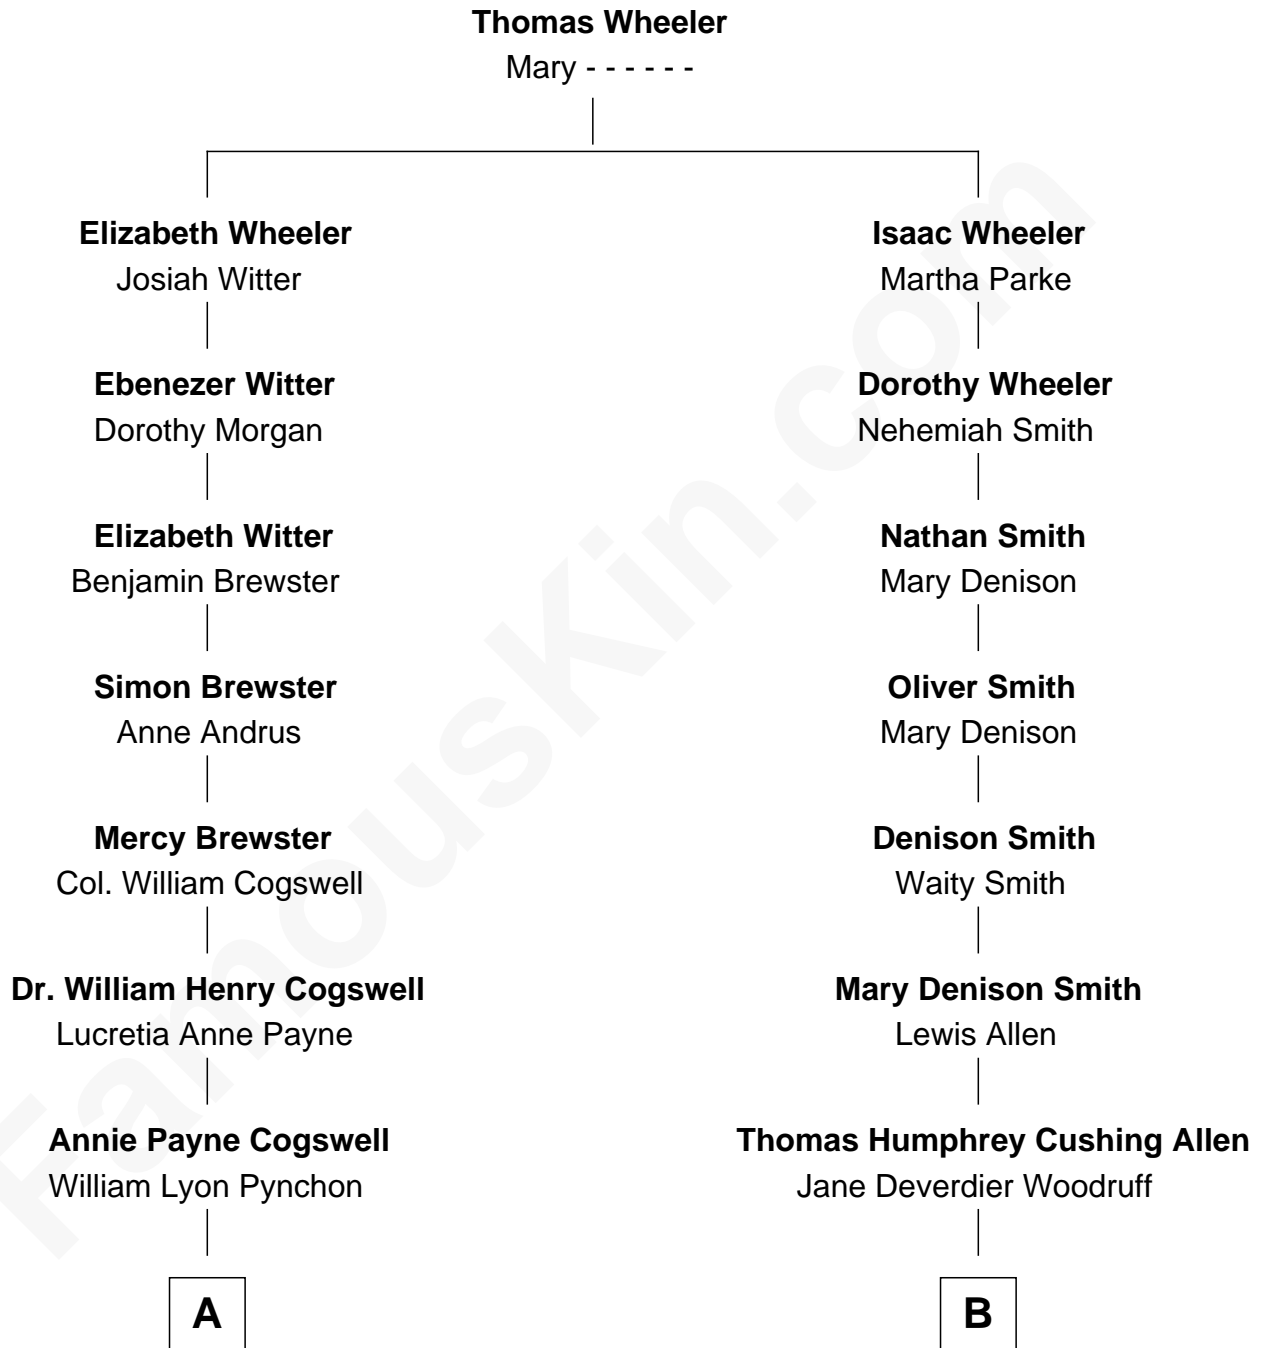 Thomas Wheeler
Mary - - - - - -
Elizabeth Wheeler
Josiah Witter
Isaac Wheeler
Martha Parke
Ebenezer Witter
Dorothy Morgan
Dorothy Wheeler
Nehemiah Smith
Elizabeth Witter
Benjamin Brewster
Nathan Smith
Mary Denison
Simon Brewster
Anne Andrus
Oliver Smith
Mary Denison
Mercy Brewster
Col. William Cogswell
Denison Smith
Waity Smith
Dr. William Henry Cogswell
Lucretia Anne Payne
Mary Denison Smith
Lewis Allen
Annie Payne Cogswell
William Lyon Pynchon
Thomas Humphrey Cushing Allen
Jane Deverdier Woodruff
A
B
FamousKin.com